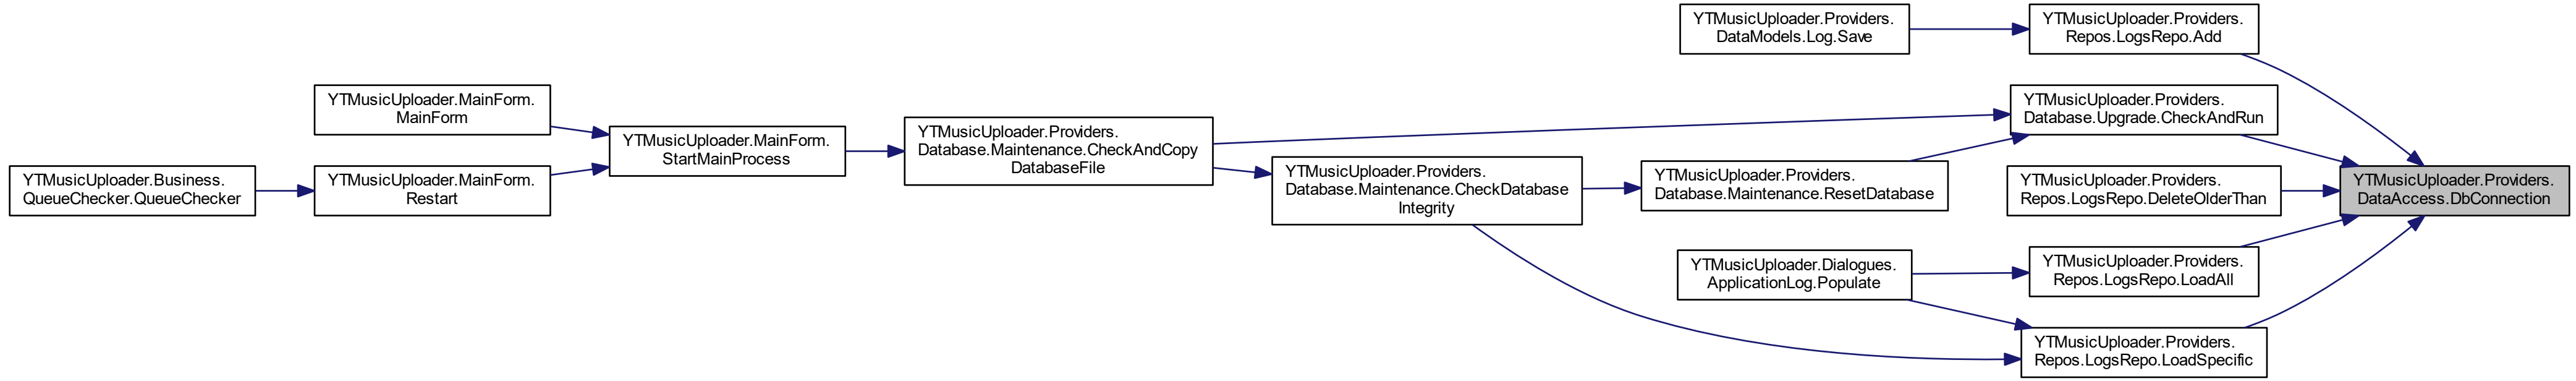 YTMusicUploader.Providers.
DataModels.Log.Save
YTMusicUploader.Providers.
Repos.LogsRepo.Add
YTMusicUploader.MainForm.
MainForm
YTMusicUploader.Providers.
Database.Upgrade.CheckAndRun
YTMusicUploader.MainForm.
StartMainProcess
YTMusicUploader.Providers.
Database.Maintenance.CheckAndCopy
DatabaseFile
YTMusicUploader.Business.
QueueChecker.QueueChecker
YTMusicUploader.MainForm.
Restart
YTMusicUploader.Providers.
Database.Maintenance.CheckDatabase
Integrity
YTMusicUploader.Providers.
Database.Maintenance.ResetDatabase
YTMusicUploader.Providers.
Repos.LogsRepo.DeleteOlderThan
YTMusicUploader.Providers.
DataAccess.DbConnection
YTMusicUploader.Dialogues.
ApplicationLog.Populate
YTMusicUploader.Providers.
Repos.LogsRepo.LoadAll
YTMusicUploader.Providers.
Repos.LogsRepo.LoadSpecific